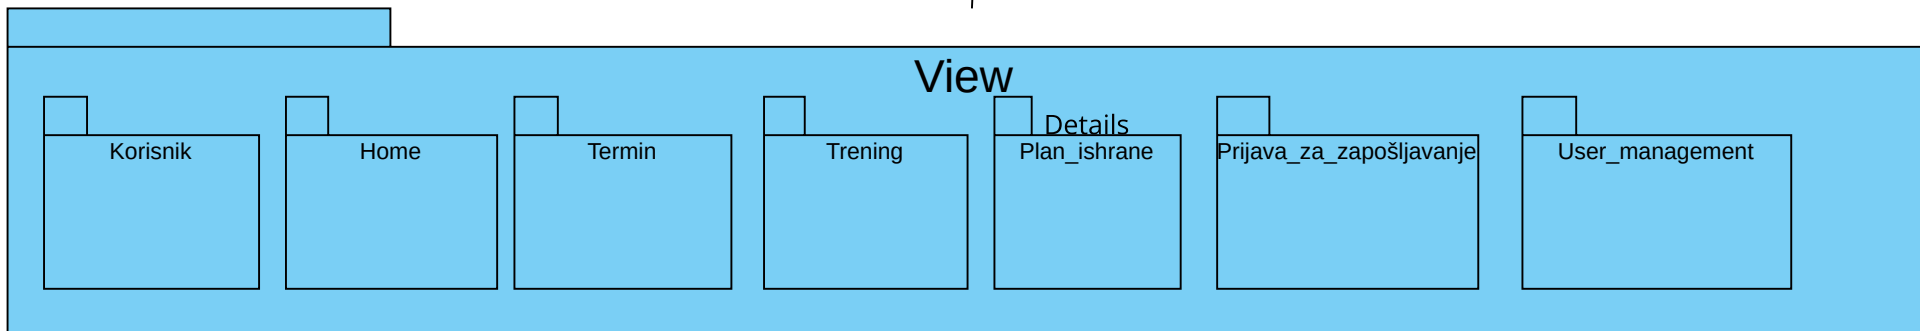 View
Details
Korisnik
Home
Termin
Trening
Plan_ishrane
Prijava_za_zapošljavanje
User_management